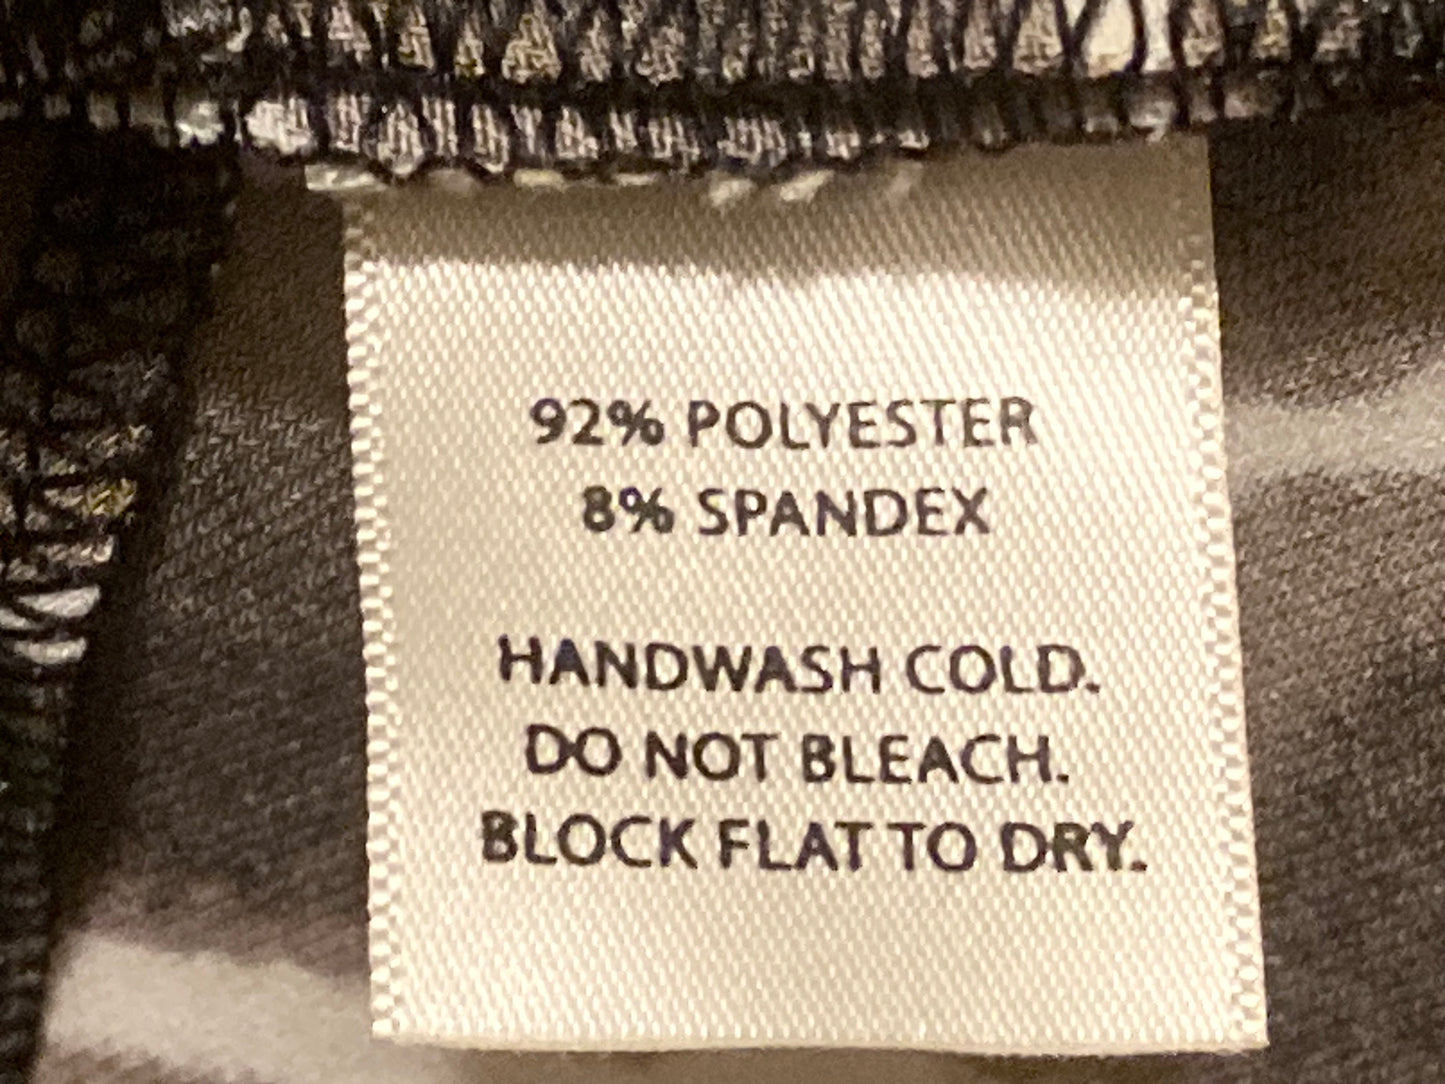 92% POLYESTER
8% SPANDEX
HANDWASH COLD.
DO NOT BLEACH.
BLOCK FLAT TO DRY.